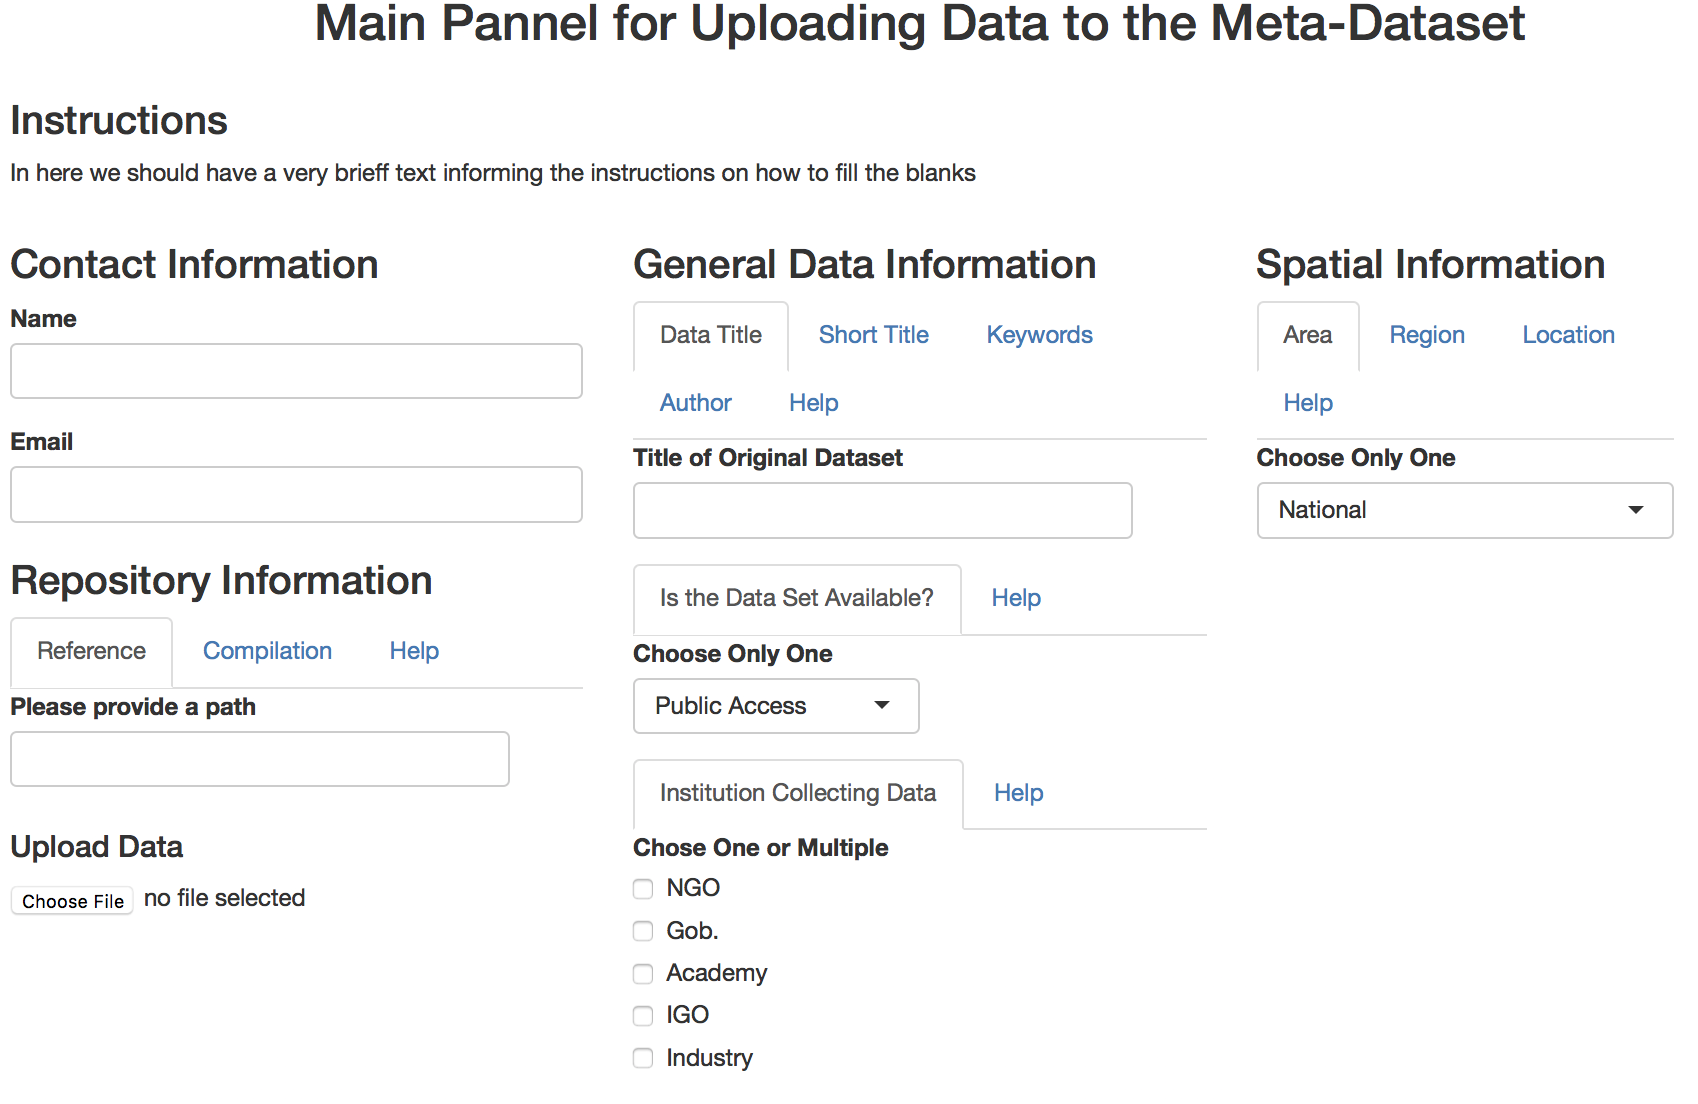 Main Pannel for Uploading Data to the Meta-Dataset
Instructions
In here we should have a very brieff text informing the instructions on how to fill the blanks
Contact Information
Name
Email
Repository Information
Reference Compilation Help
Please provide a path
Upload Data
Choose File no file selected
General Data Information
Data Title Short Title Keywords
Author Help
Title of Original Dataset
Is the Data Set Available? Help
Choose Only One
Public Access
Institution Collecting Data Help
Chose One or Multiple
NGO
Gob.
Academy
IGO
Industry
Spatial Information
Area Region Location
Help
Choose Only One
National